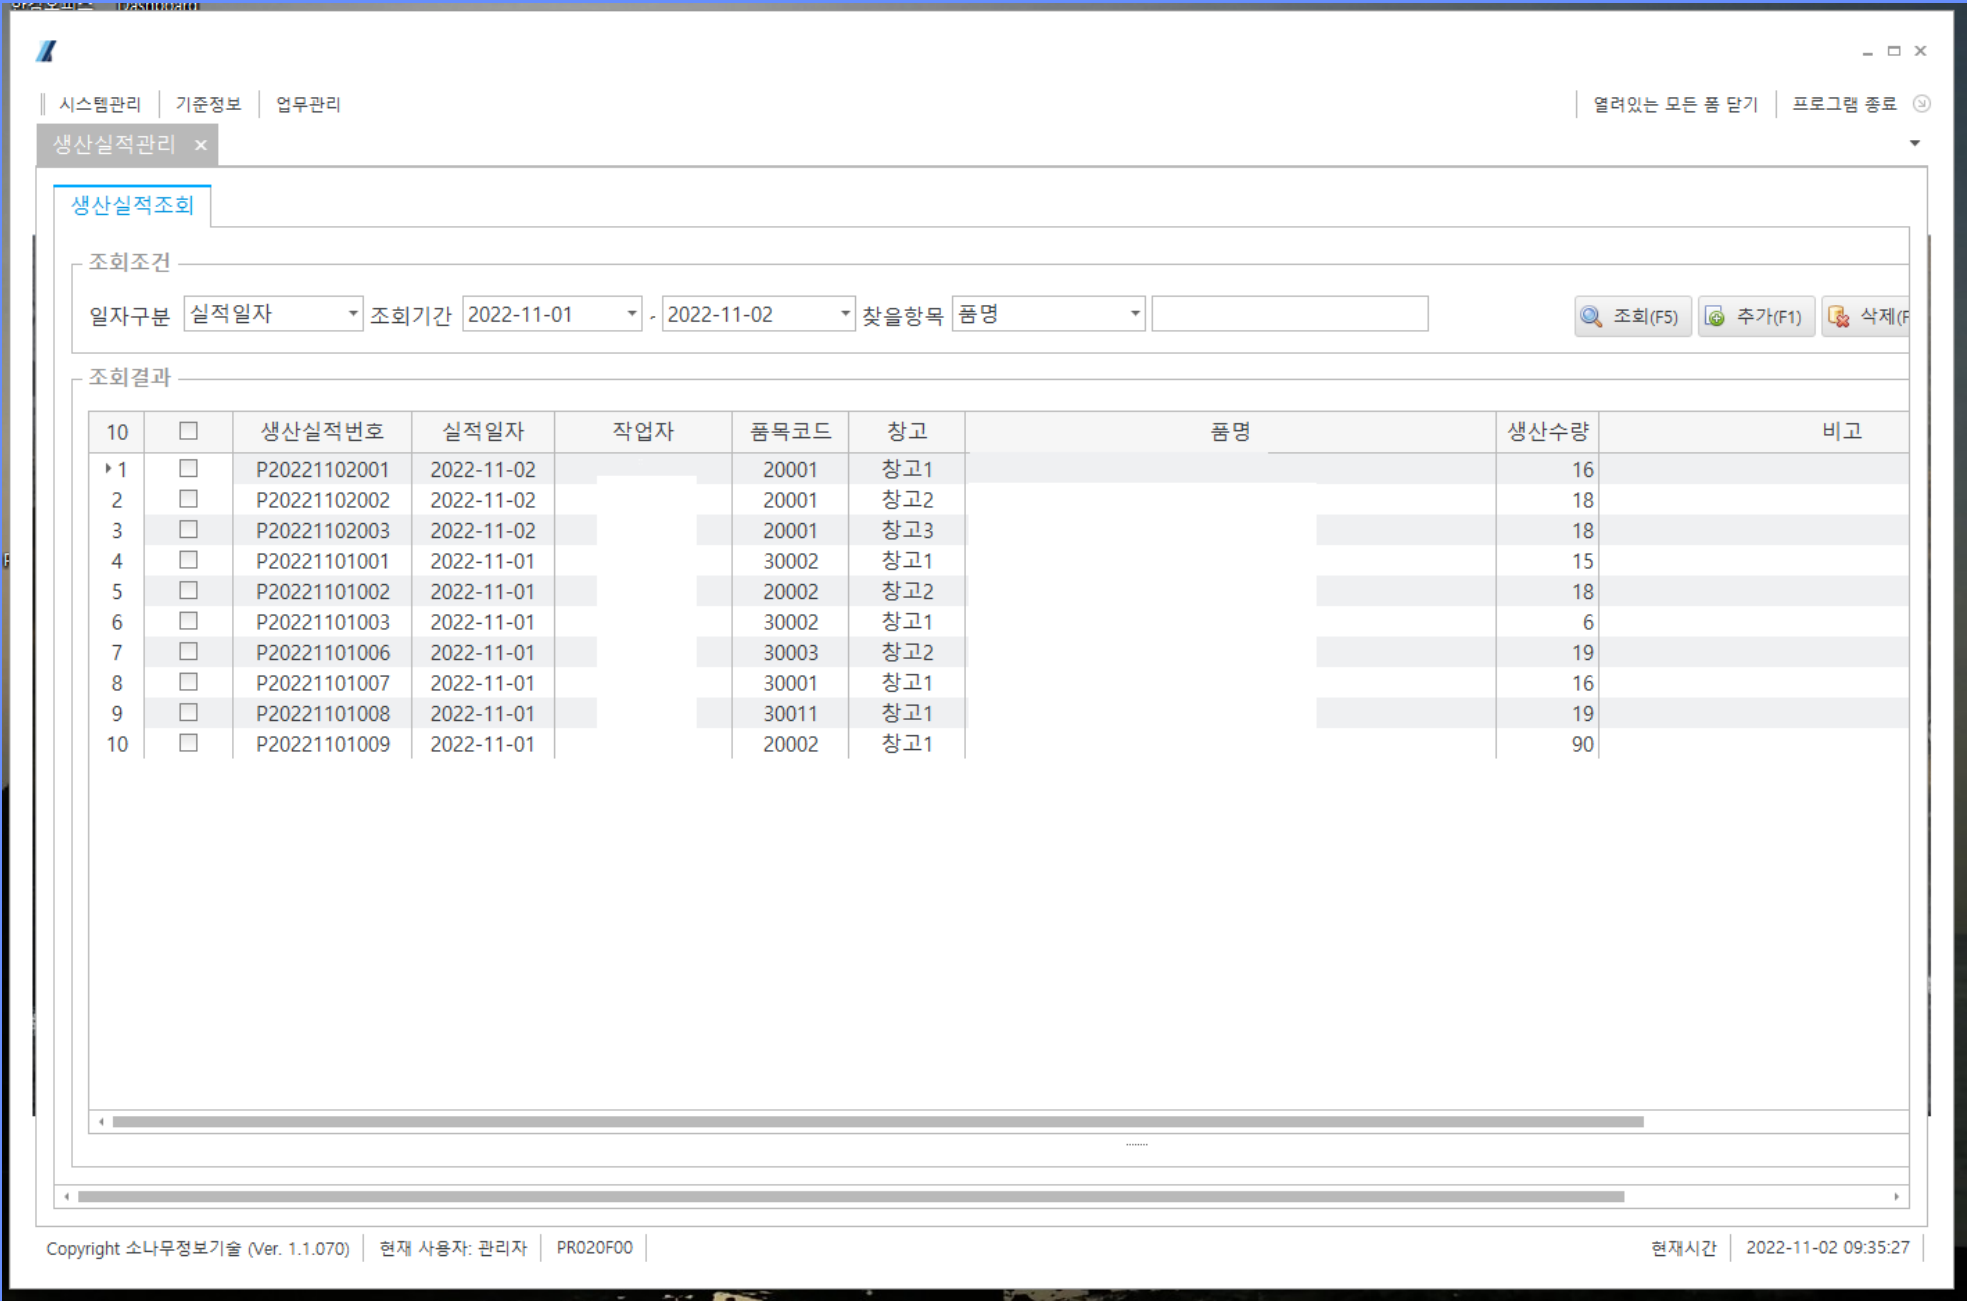 Dashboard
시스템관리 기준정보 업무관리 열려있는 모든 폼 닫기 프로그램 종료
생산실적관리
생산실적조회
조회조건
일자구분 실적일자 조회기간 2022-11-01 - 2022-11-02 찾을항목 품명 조회(F5) 추가(F1) 삭제(F
조회결과
10 생산실적번호 실적일자 작업자 품목코드 창고 품명 생산수량 비고
1 P20221102001 2022-11-02 20001 창고1 16
2 P20221102002 2022-11-02 20001 창고2 18
3 P20221102003 2022-11-02 20001 창고3 18
4 P20221101001 2022-11-01 30002 창고1 15
5 P20221101002 2022-11-01 20002 창고2 18
6 P20221101003 2022-11-01 30002 창고1 6
7 P20221101006 2022-11-01 30003 창고2 19
8 P20221101007 2022-11-01 30001 창고1 16
9 P20221101008 2022-11-01 30011 창고1 19
10 P20221101009 2022-11-01 20002 창고1 90
Copyright 소나무정보기술 (Ver. 1.1.070) 현재 사용자: 관리자 PR020F00 현재시간 2022-11-02 09:35:27